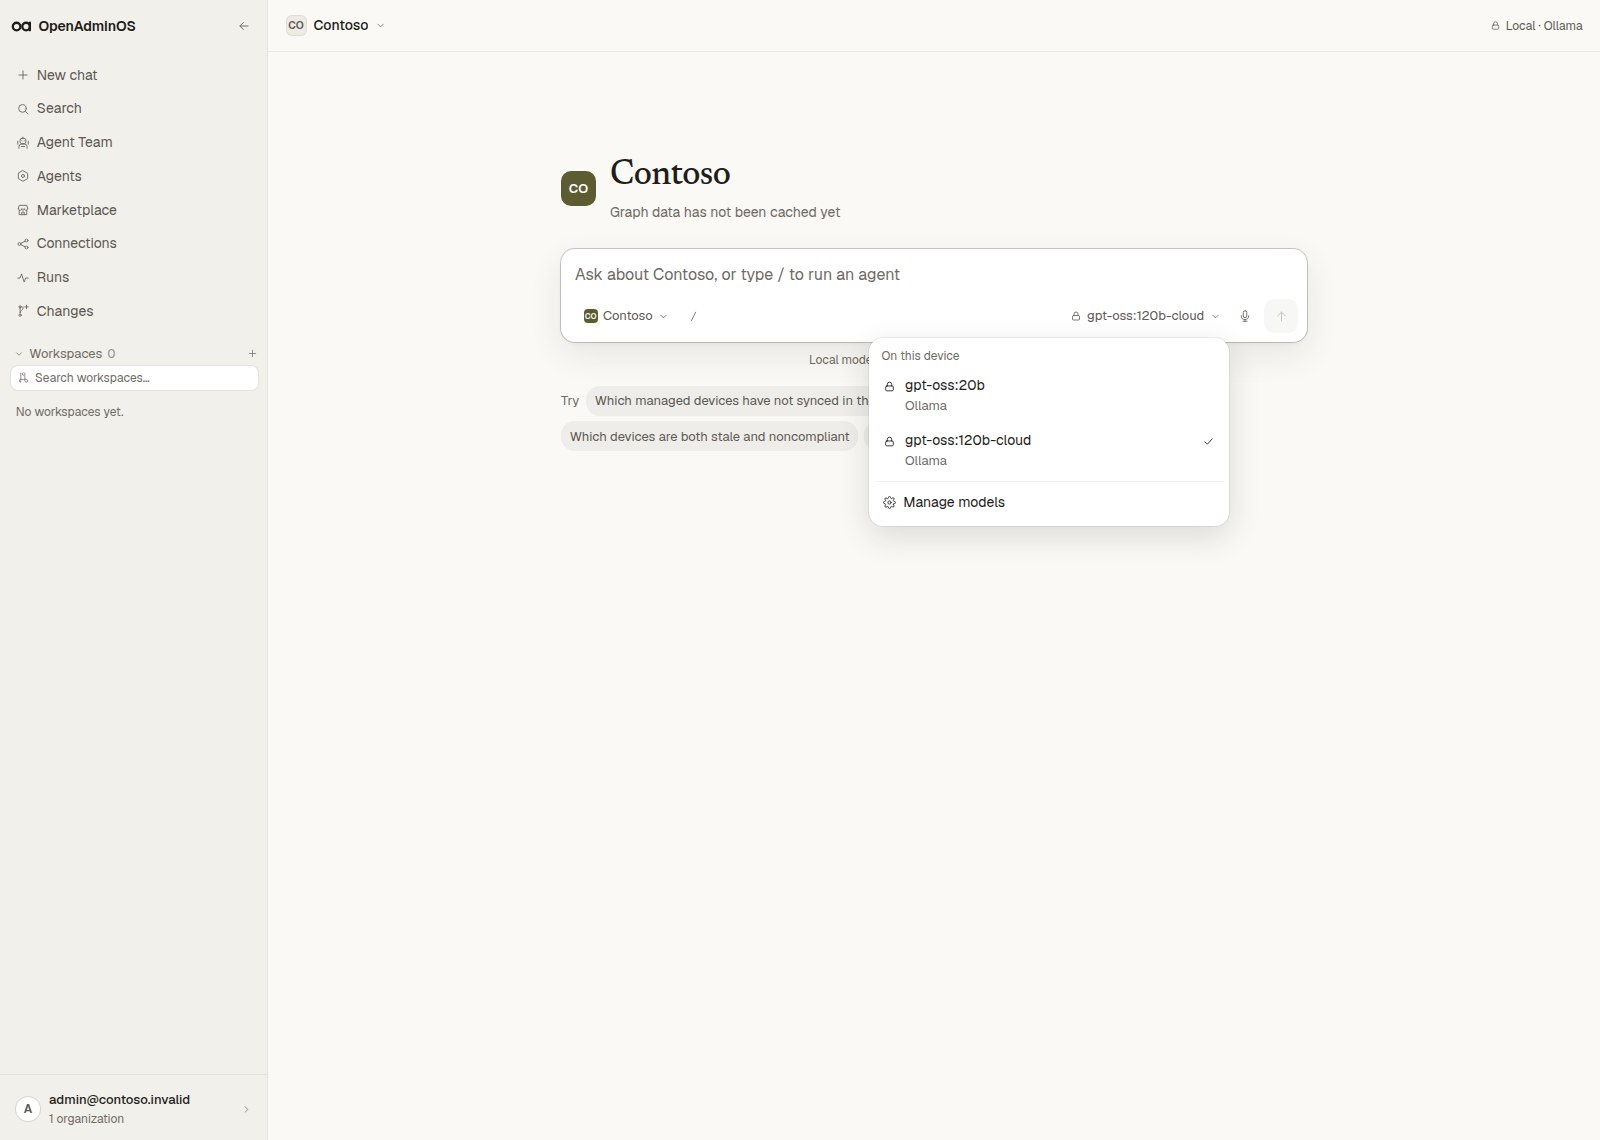 OpenAdminOS
New chat
Search
Agent Team
Agents
Marketplace
Connections
Runs
Changes
Workspaces 0
Search workspaces...
No workspaces yet.
A
admin@contoso.invalid
1 organization
CO Contoso
Local · Ollama
CO
Contoso
Graph data has not been cached yet
Ask about Contoso, or type / to run an agent
CO Contoso
/
gpt-oss:120b-cloud
Local mode
Try
Which managed devices have not synced in th
Which devices are both stale and noncompliant
On this device
gpt-oss:20b
Ollama
gpt-oss:120b-cloud
Ollama
Manage models